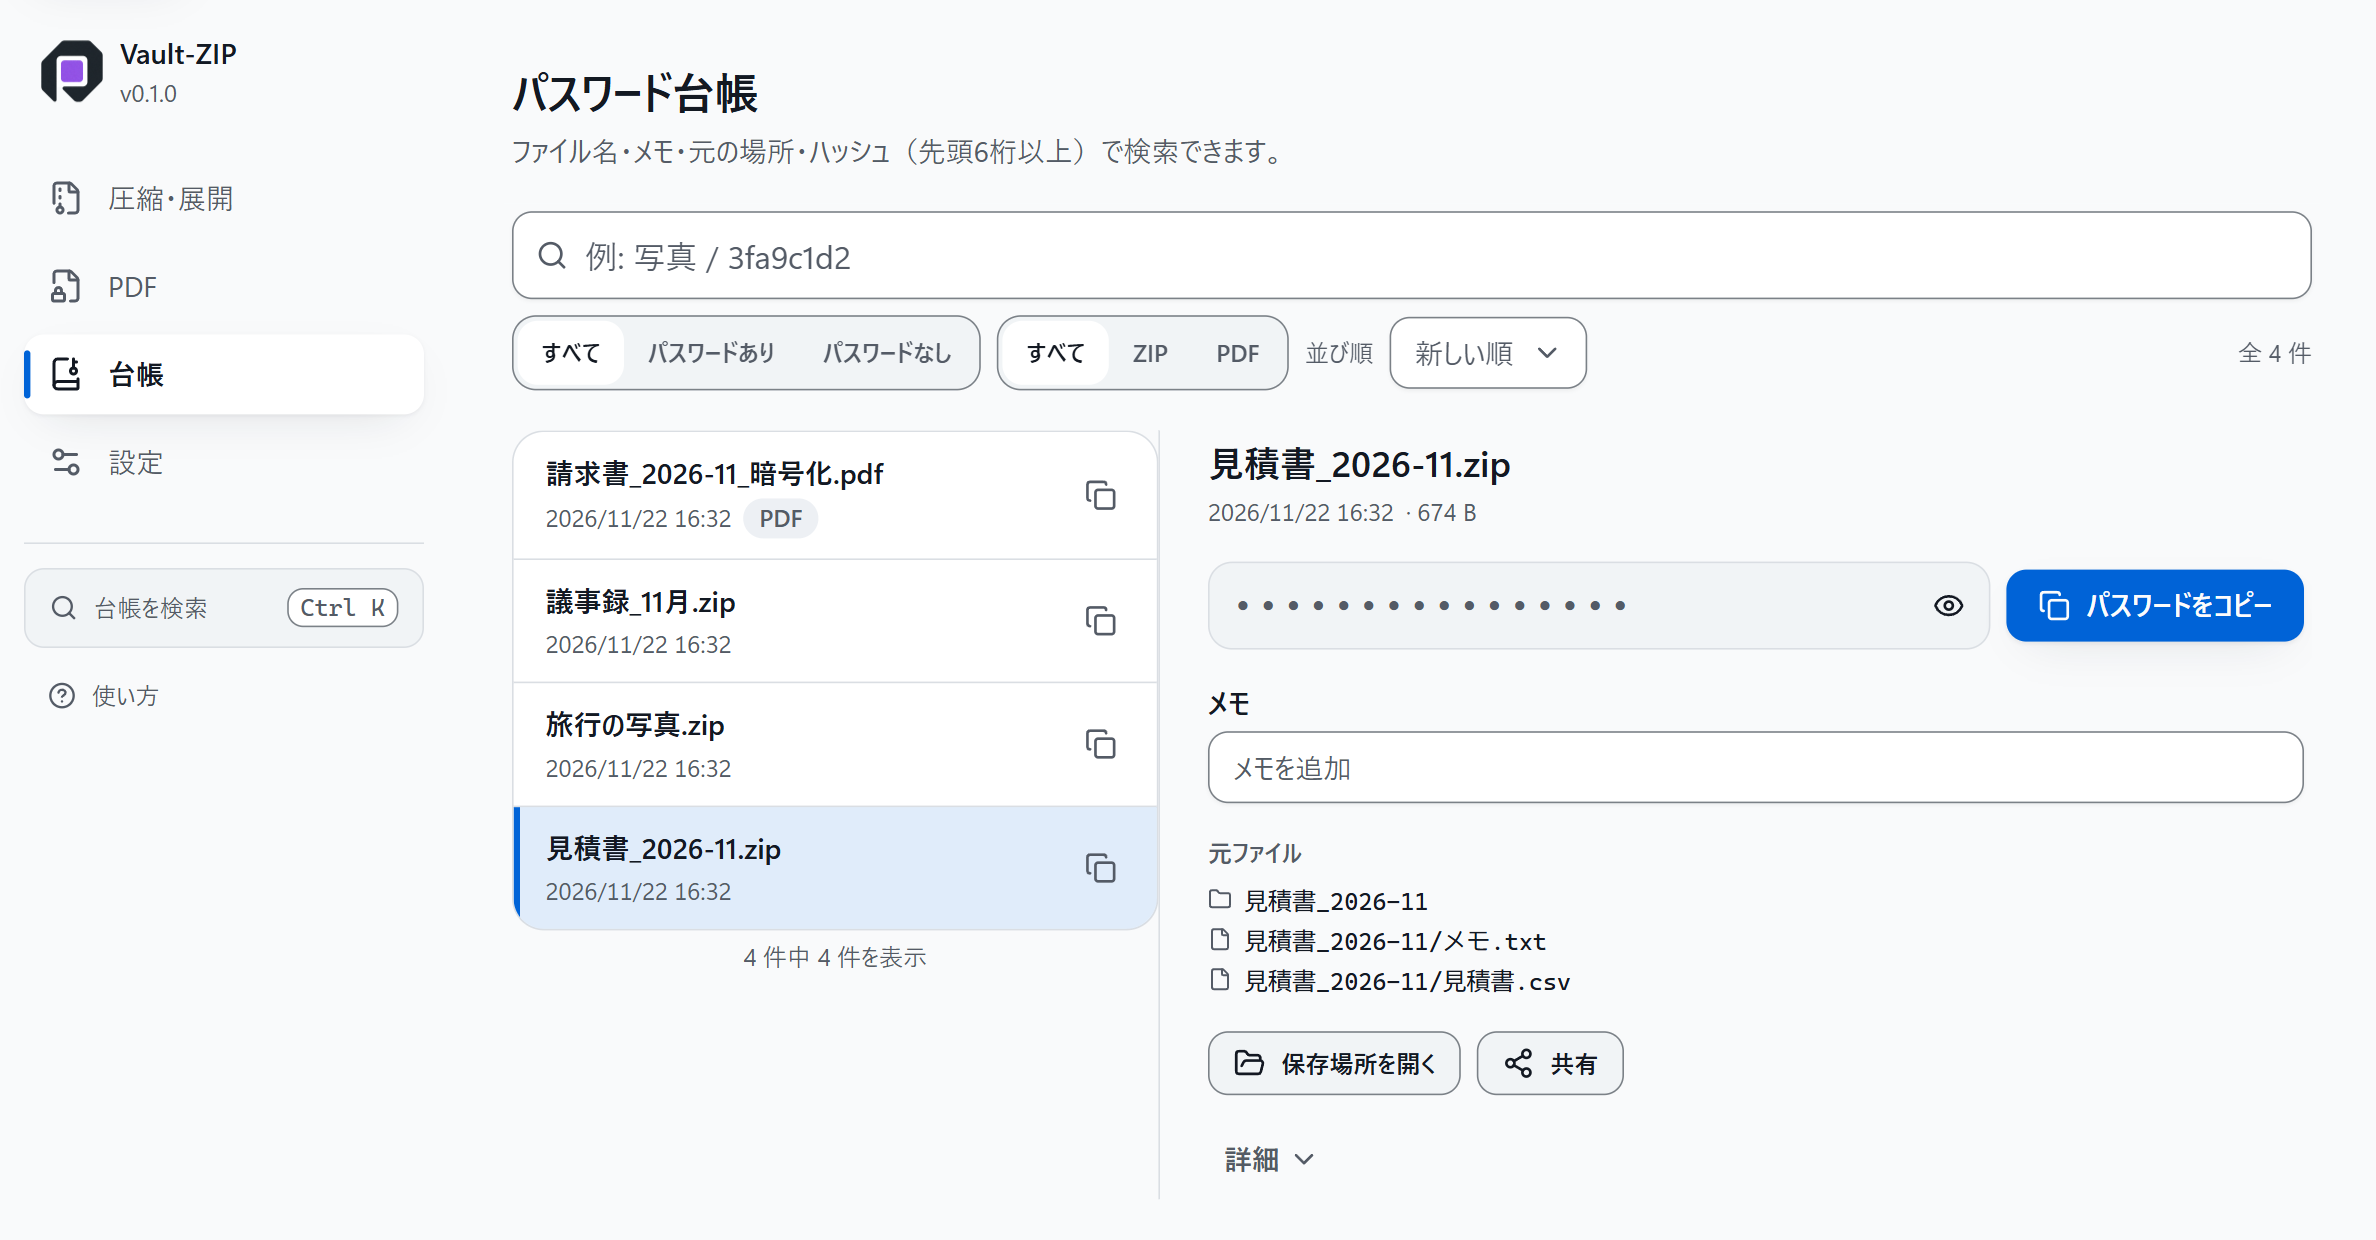 Vault-ZIP
v0.1.0
圧縮・展開
PDF
台帳
設定
台帳を検索
Ctrl K
使い方
パスワード台帳
ファイル名・メモ・元の場所・ハッシュ（先頭6桁以上）で検索できます。
例: 写真 / 3fa9c1d2
すべて パスワードあり パスワードなし
すべて ZIP PDF
並び順
新しい順
全 4 件
請求書_2026-11_暗号化.pdf
2026/11/22 16:32 PDF
議事録_11月.zip
2026/11/22 16:32
旅行の写真.zip
2026/11/22 16:32
見積書_2026-11.zip
2026/11/22 16:32
4 件中 4 件を表示
見積書_2026-11.zip
2026/11/22 16:32 · 674 B
••••••••••••••••
パスワードをコピー
メモ
メモを追加
元ファイル
見積書_2026-11
見積書_2026-11/メモ.txt
見積書_2026-11/見積書.csv
保存場所を開く
共有
詳細